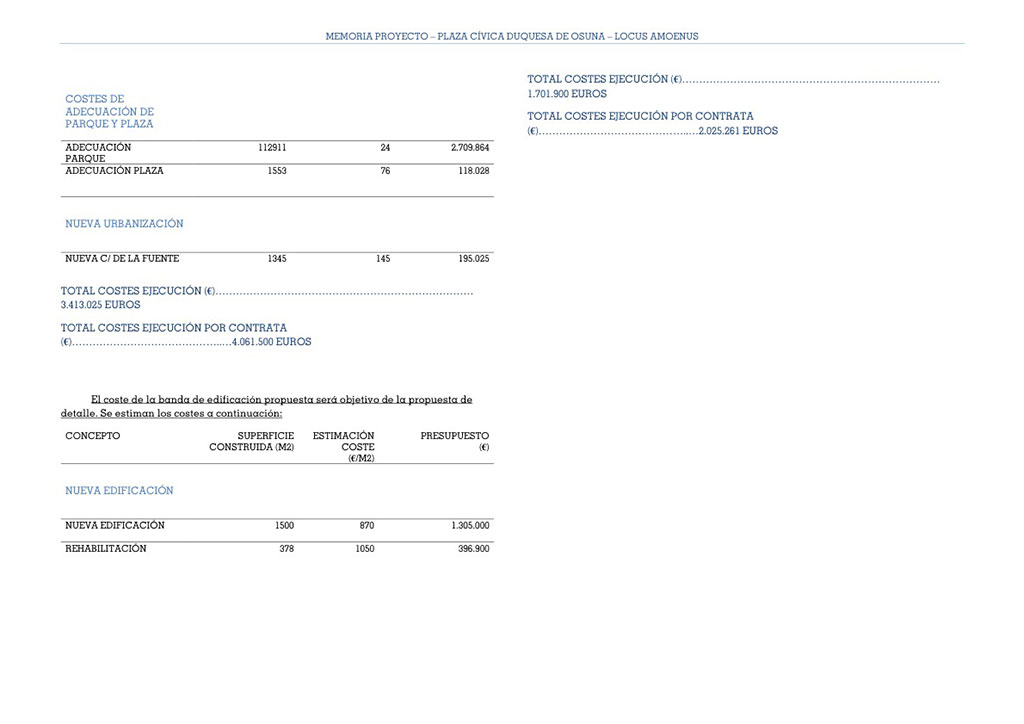 MEMORIA PROYECTO – PLAZA CÍVICA DUQUESA DE OSUNA – LOCUS AMOENUS
COSTES DE
ADECUACIÓN DE
PARQUE Y PLAZA
ADECUACIÓN PARQUE 112911 24 2.709.864
ADECUACIÓN PLAZA 1553 76 118.028
NUEVA URBANIZACIÓN
NUEVA C/ DE LA FUENTE 1345 145 195.025
TOTAL COSTES EJECUCIÓN (€)…………………………………………………………………
3.413.025 EUROS
TOTAL COSTES EJECUCIÓN POR CONTRATA
(€)……………………………………..…4.061.500 EUROS
El coste de la banda de edificación propuesta será objetivo de la propuesta de
detalle. Se estiman los costes a continuación:
CONCEPTO SUPERFICIE CONSTRUIDA (M2) ESTIMACIÓN COSTE (€/M2) PRESUPUESTO (€)
NUEVA EDIFICACIÓN
NUEVA EDIFICACIÓN 1500 870 1.305.000
REHABILITACIÓN 378 1050 396.900
TOTAL COSTES EJECUCIÓN (€)…………………………………………………………………
1.701.900 EUROS
TOTAL COSTES EJECUCIÓN POR CONTRATA
(€)……………………………………..…2.025.261 EUROS